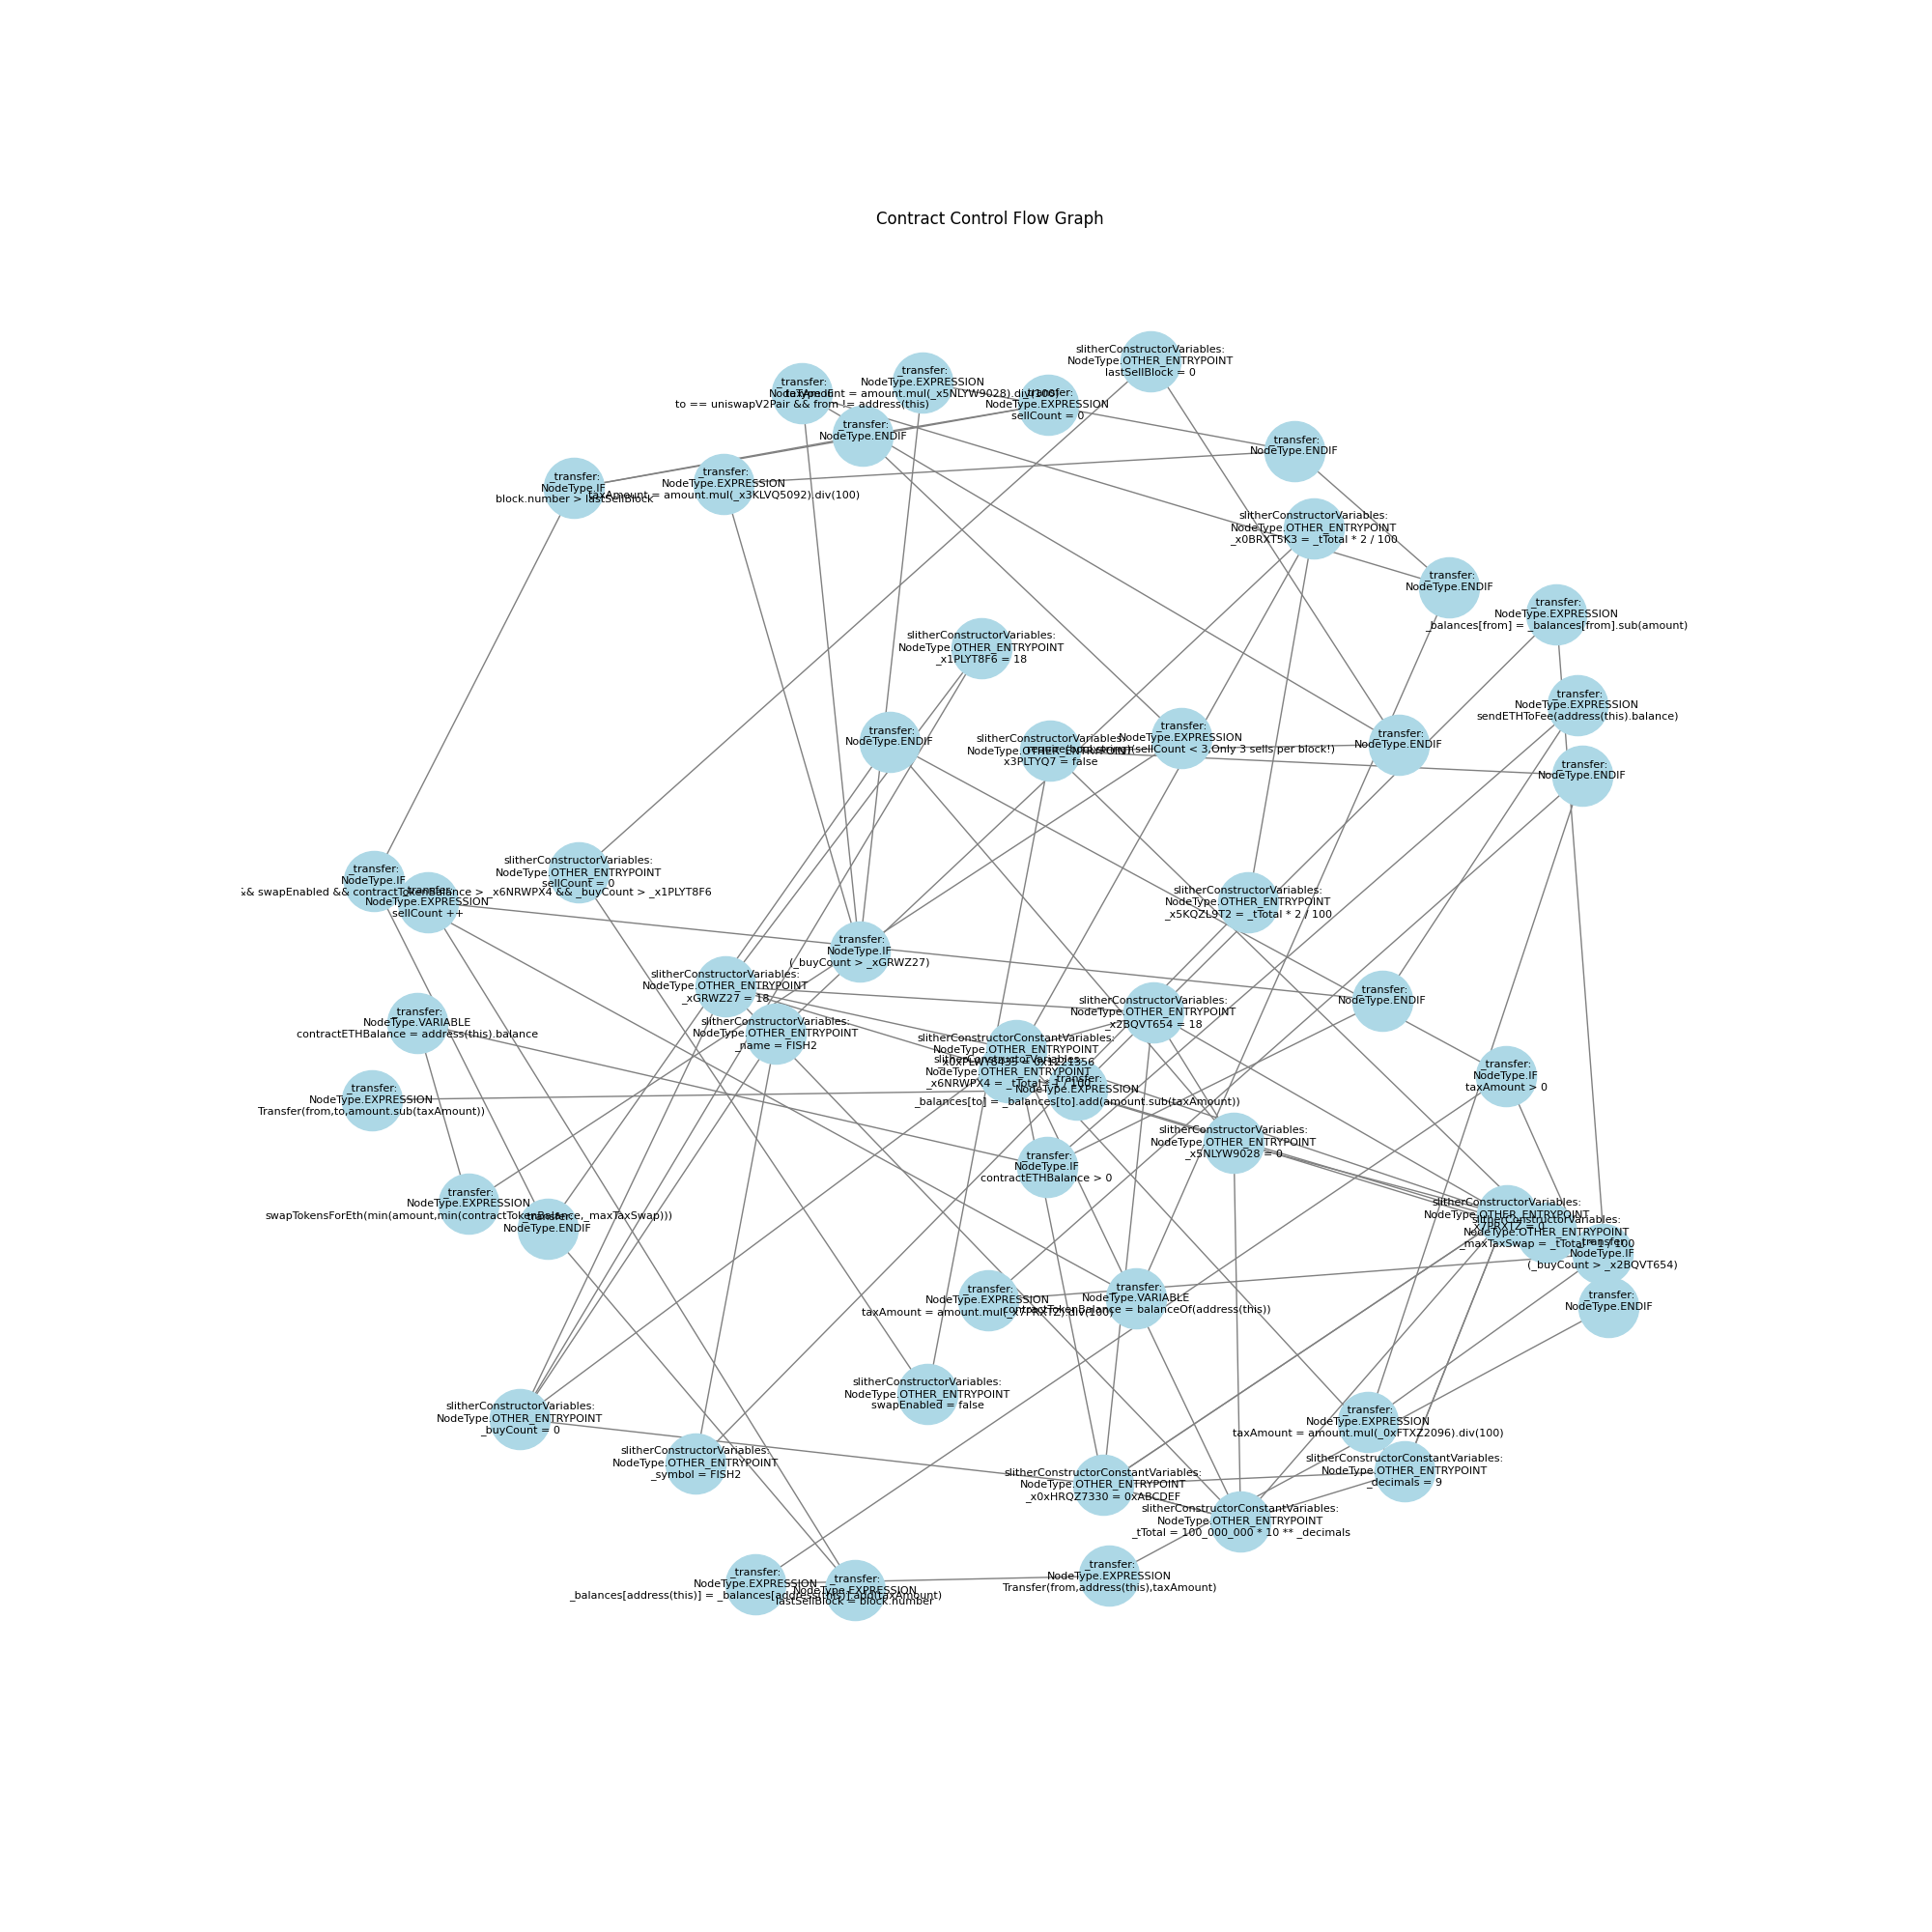 Contract Control Flow Graph
slitherConstructorVariables:
NodeType.OTHER_ENTRYPOINT
lastSellBlock = 0
_transfer:
NodeType.IF
to == uniswapV2Pair && from != address(this)
_transfer:
NodeType.EXPRESSION
taxAmount = amount.mul(_x5NLYW9028).div(100)
_transfer:
NodeType.EXPRESSION
sellCount = 0
_transfer:
NodeType.ENDIF
_transfer:
NodeType.ENDIF
_transfer:
NodeType.IF
block.number > lastSellBlock
_transfer:
NodeType.EXPRESSION
taxAmount = amount.mul(_x3KLVQ5092).div(100)
slitherConstructorVariables:
NodeType.OTHER_ENTRYPOINT
_x0BRXT5K3 = _tTotal * 2 / 100
_transfer:
NodeType.ENDIF
_transfer:
NodeType.EXPRESSION
_balances[from] = _balances[from].sub(amount)
slitherConstructorVariables:
NodeType.OTHER_ENTRYPOINT
_x1PLYT8F6 = 18
_transfer:
NodeType.EXPRESSION
sendETHToFee(address(this).balance)
_transfer:
NodeType.ENDIF
slitherConstructorVariables:
NodeType.OTHER_ENTRYPOINT
x3PLTYQ7 = false
_transfer:
NodeType.EXPRESSION
require(bool,string)(sellCount < 3,Only 3 sells per block!)
_transfer:
NodeType.ENDIF
_transfer:
NodeType.ENDIF
_transfer:
NodeType.IF
&& swapEnabled && contractTokenBalance > _x6NRWPX4 && _buyCount > _x1PLYT8F6
_transfer:
NodeType.EXPRESSION
sellCount ++
slitherConstructorVariables:
NodeType.OTHER_ENTRYPOINT
sellCount = 0
slitherConstructorVariables:
NodeType.OTHER_ENTRYPOINT
_x5KQZL9T2 = _tTotal * 2 / 100
_transfer:
NodeType.IF
(_buyCount > _xGRWZ27)
slitherConstructorVariables:
NodeType.OTHER_ENTRYPOINT
_xGRWZ27 = 18
_transfer:
NodeType.ENDIF
slitherConstructorVariables:
NodeType.OTHER_ENTRYPOINT
_x2BQVT654 = 18
_transfer:
NodeType.VARIABLE
contractETHBalance = address(this).balance
slitherConstructorVariables:
NodeType.OTHER_ENTRYPOINT
_name = FISH2
slitherConstructorConstantVariables:
NodeType.OTHER_ENTRYPOINT
slitherConstructorVariables:
NodeType.OTHER_ENTRYPOINT
_x6NRWPX4 = _tTotal * 1 / 100
_transfer:
NodeType.EXPRESSION
_balances[to] = _balances[to].add(amount.sub(taxAmount))
_transfer:
NodeType.IF
taxAmount > 0
_transfer:
NodeType.EXPRESSION
Transfer(from,to,amount.sub(taxAmount))
slitherConstructorVariables:
NodeType.OTHER_ENTRYPOINT
_x5NLYW9028 = 0
_transfer:
NodeType.IF
contractETHBalance > 0
_transfer:
NodeType.EXPRESSION
swapTokensForEth(min(amount,min(contractTokenBalance,_maxTaxSwap)))
_transfer:
NodeType.ENDIF
slitherConstructorVariables:
NodeType.OTHER_ENTRYPOINT
_x7PRXTZ = 0
slitherConstructorVariables:
NodeType.OTHER_ENTRYPOINT
_maxTaxSwap = _tTotal * 1 / 100
_transfer:
NodeType.IF
(_buyCount > _x2BQVT654)
_transfer:
NodeType.ENDIF
_transfer:
NodeType.EXPRESSION
taxAmount = amount.mul(_x7PRXTZ).div(100)
_transfer:
NodeType.VARIABLE
contractTokenBalance = balanceOf(address(this))
slitherConstructorVariables:
NodeType.OTHER_ENTRYPOINT
swapEnabled = false
slitherConstructorVariables:
NodeType.OTHER_ENTRYPOINT
_buyCount = 0
_transfer:
NodeType.EXPRESSION
taxAmount = amount.mul(_0xFTXZ2096).div(100)
slitherConstructorVariables:
NodeType.OTHER_ENTRYPOINT
_symbol = FISH2
slitherConstructorConstantVariables:
NodeType.OTHER_ENTRYPOINT
_decimals = 9
slitherConstructorConstantVariables:
NodeType.OTHER_ENTRYPOINT
_x0xHRQZ7330 = 0xABCDEF
slitherConstructorConstantVariables:
NodeType.OTHER_ENTRYPOINT
_tTotal = 100_000_000 * 10 ** _decimals
_transfer:
NodeType.EXPRESSION
Transfer(from,address(this),taxAmount)
_transfer:
NodeType.EXPRESSION
_balances[address(this)] = _balances[address(this)].add(taxAmount)
_transfer:
NodeType.EXPRESSION
lastSellBlock = block.number